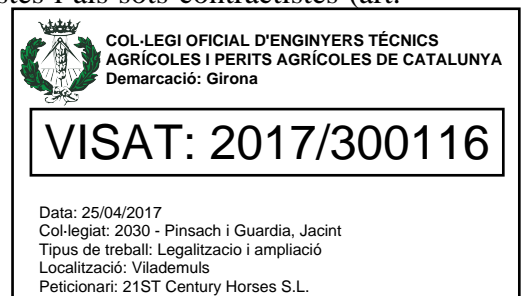 COL·LEGI OFICIAL D'ENGINYERS TÉCNICS
AGRÍCOLES I PERITS AGRÍCOLES DE CATALUNYA
Demarcació: Girona
VISAT: 2017/300116
Data: 25/04/2017
Col·legiat: 2030 - Pinsach i Guardia, Jacint
Tipus de treball: Legalitzacio i ampliació
Localització: Vilademuls
Peticionari: 21ST Century Horses S.L.